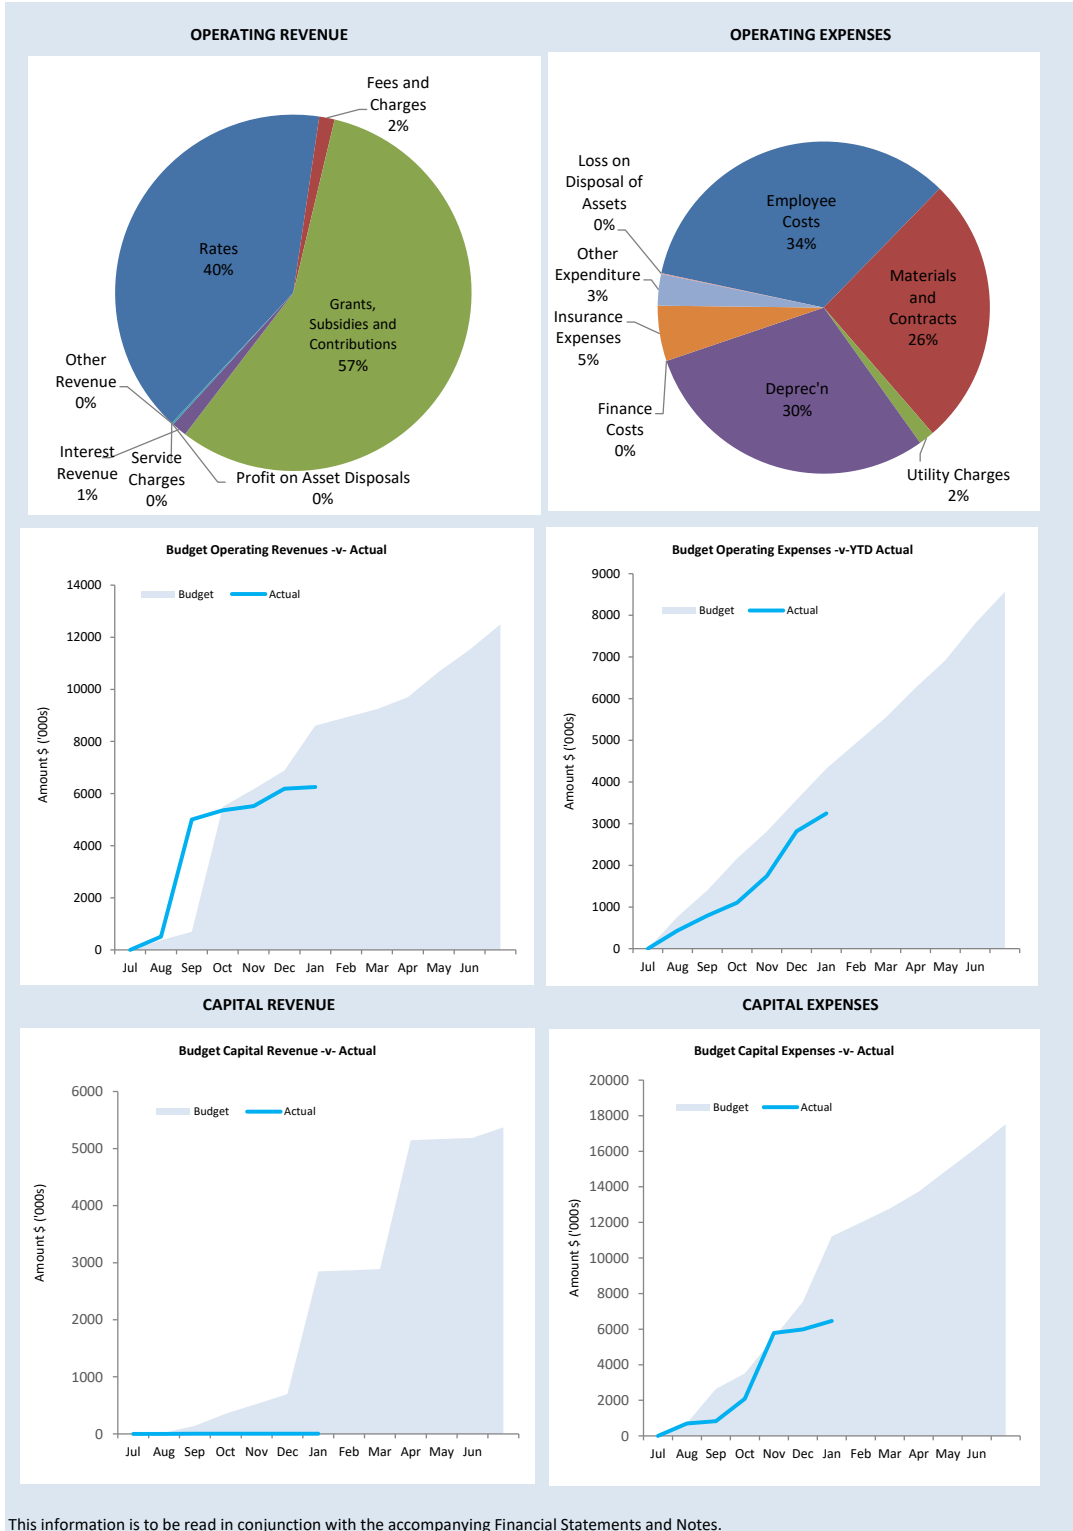 OPERATING REVENUE
Fees and
Charges
2%
Rates
40%
Grants,
Subsidies and
Contributions
57%
Other
Revenue
0%
Interest
Revenue
1%
Service
Charges
0%
Profit on Asset Disposals
0%
OPERATING EXPENSES
Loss on
Disposal of
Assets
0%
Employee
Costs
34%
Other
Expenditure
3%
Materials
and
Contracts
26%
Insurance
Expenses
5%
Deprec'n
30%
Finance
Costs
0%
Utility Charges
2%
Budget Operating Revenues -v- Actual
Budget
Actual
Amount $ ('000s)
14000
12000
10000
8000
6000
4000
2000
0
Jul Aug Sep Oct Nov Dec Jan Feb Mar Apr May Jun
Budget Operating Expenses -v-YTD Actual
Budget
Actual
Amount $ ('000s)
9000
8000
7000
6000
5000
4000
3000
2000
1000
0
Jul Aug Sep Oct Nov Dec Jan Feb Mar Apr May Jun
CAPITAL REVENUE
Budget Capital Revenue -v- Actual
Budget
Actual
Amount $ ('000s)
6000
5000
4000
3000
2000
1000
0
Jul Aug Sep Oct Nov Dec Jan Feb Mar Apr May Jun
CAPITAL EXPENSES
Budget Capital Expenses -v- Actual
Budget
Actual
Amount $ ('000s)
20000
18000
16000
14000
12000
10000
8000
6000
4000
2000
0
Jul Aug Sep Oct Nov Dec Jan Feb Mar Apr May Jun
This information is to be read in conjunction with the accompanying Financial Statements and Notes.